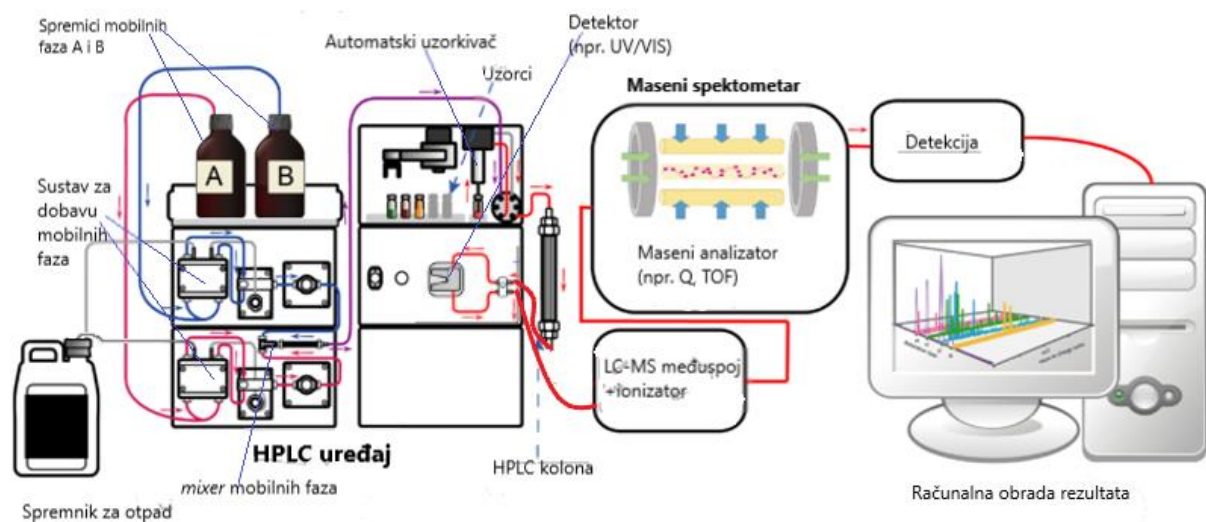 Spremici mobilnih
faza A i B
Automatski uzorkivač
Detektor
(npr. UV/VIS)
Uzorci
Maseni spektometar
A
B
Sustav za
dobavu
mobilnih
faza
Maseni analizator
(npr. Q, TOF)
Detekcija
LC-MS međuspoj
+ionizator
HPLC uređaj
mixer mobilnih faza
HPLC kolona
Spremnik za otpad
Računalna obrada rezultata